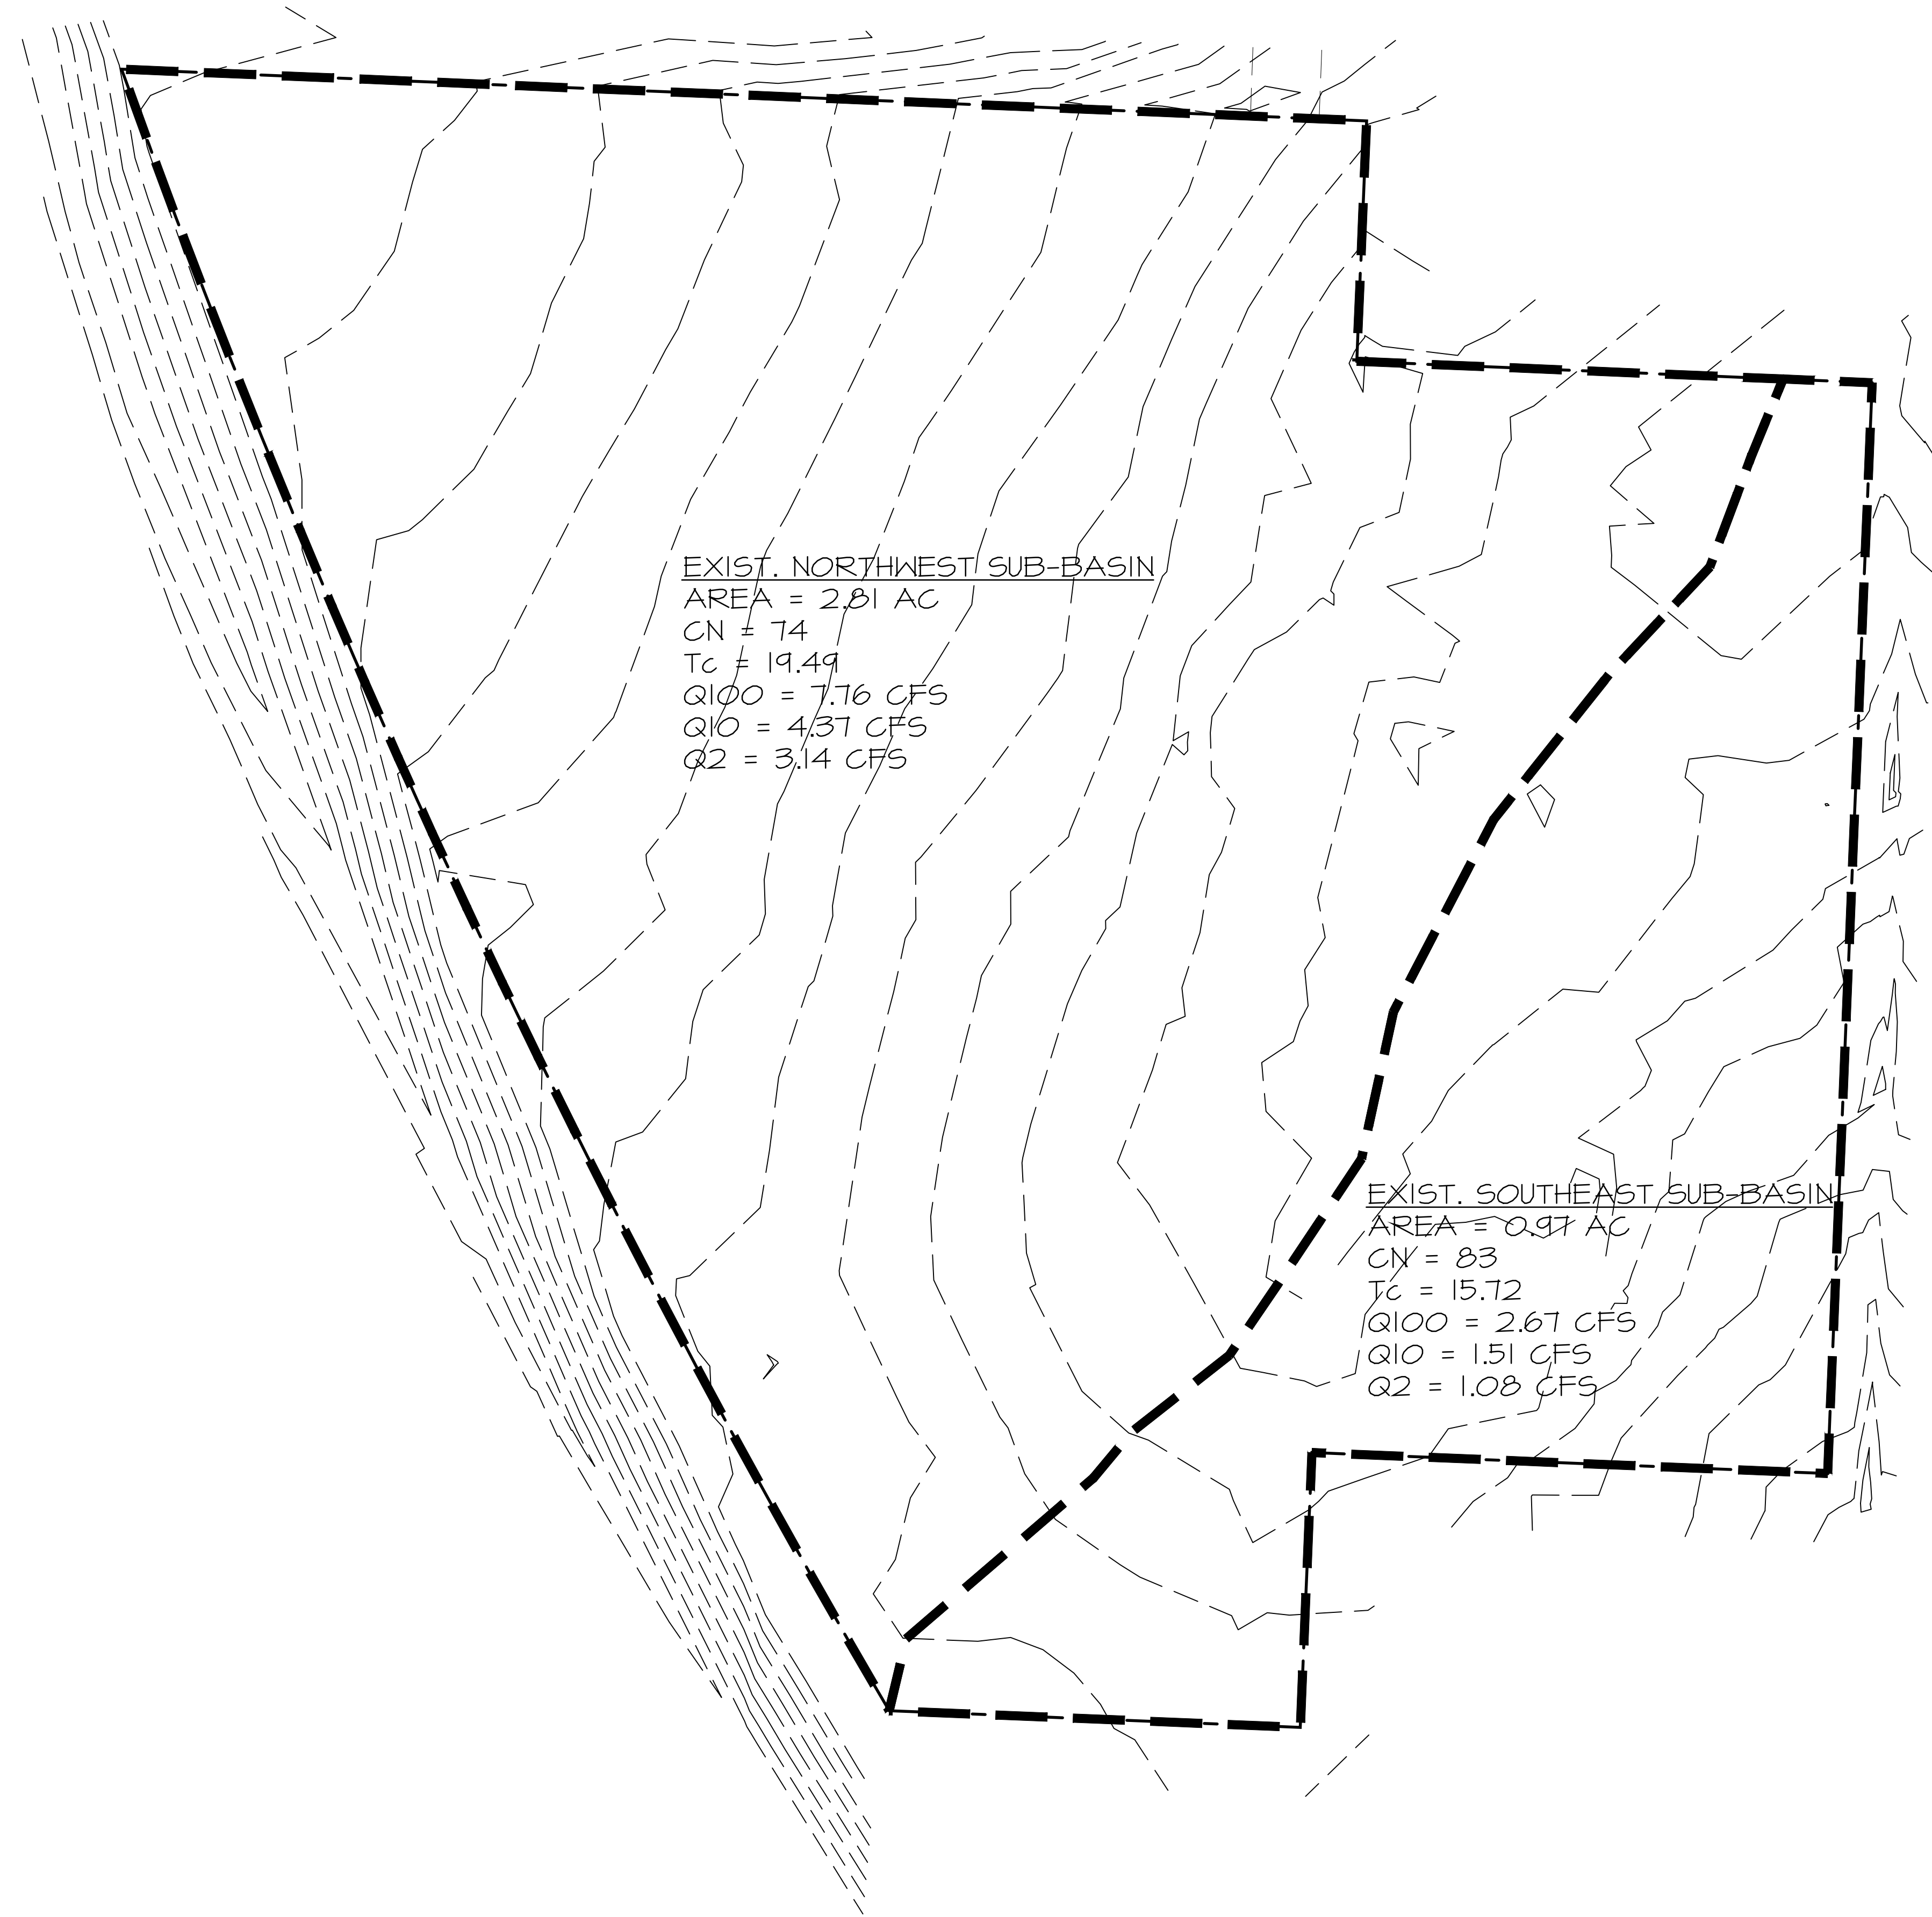 EXIST. NORTHWEST SUB-BASIN
AREA = 2.81 AC
CN = 74
Tc = 19.49
Q100 = 7.76 CFS
Q10 = 4.37 CFS
Q2 = 3.14 CFS
EXIST. SOUTHEAST SUB-BASIN
AREA = 0.97 AC
CN = 83
Tc = 15.72
Q100 = 2.67 CFS
Q10 = 1.51 CFS
Q2 = 1.08 CFS